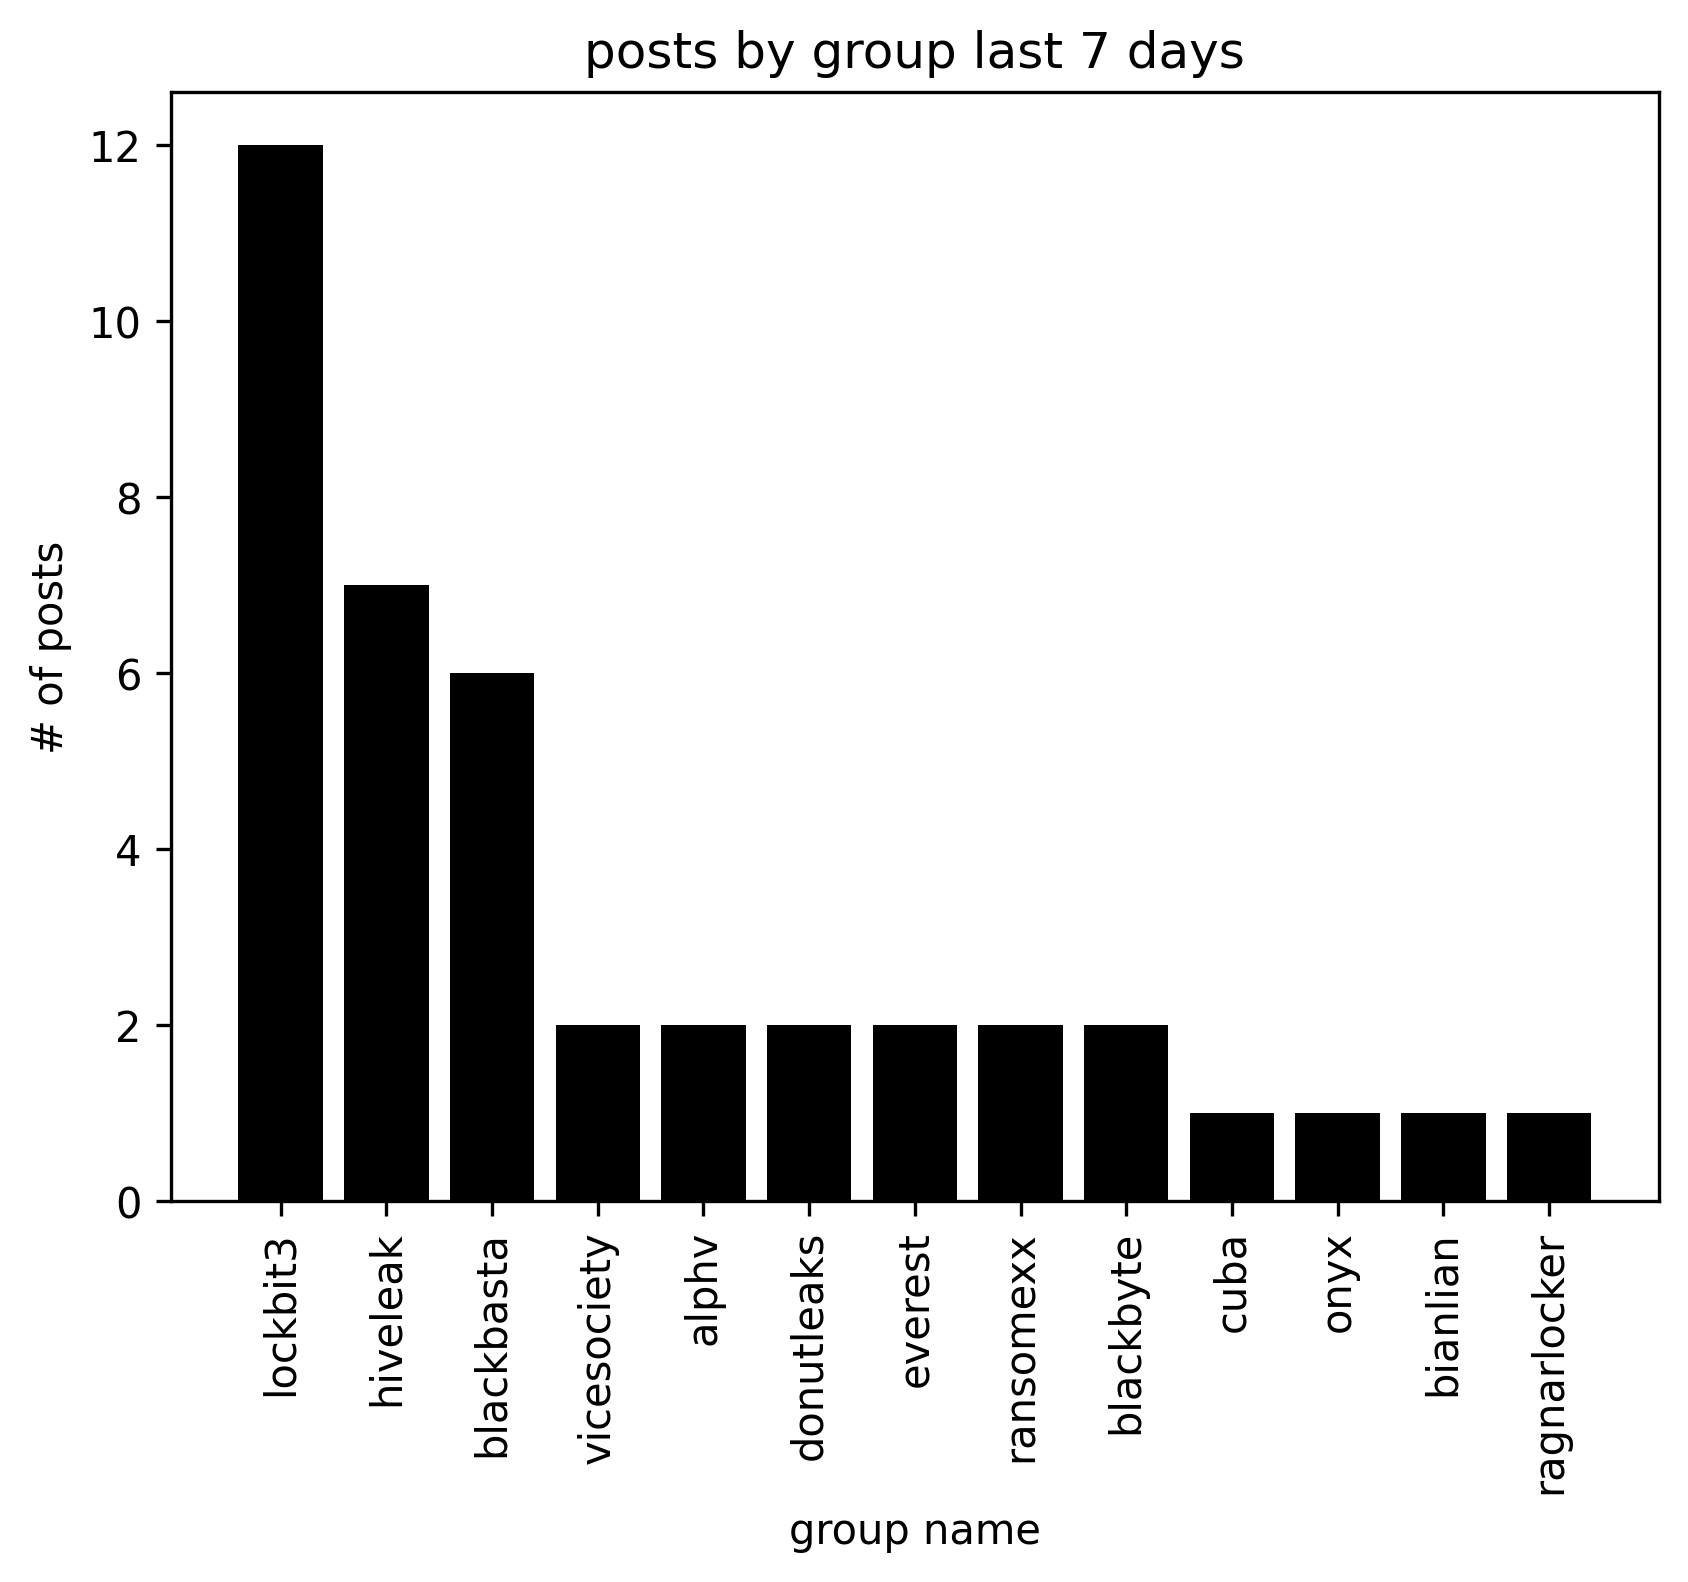 posts by group last 7 days
12
10
8
6
4
2
0
# of posts
lockbit3
hiveleak
blackbasta
vicesociety
alphv
donutleaks
everest
ransomexx
blackbyte
cuba
onyx
bianlian
ragnarlocker
group name